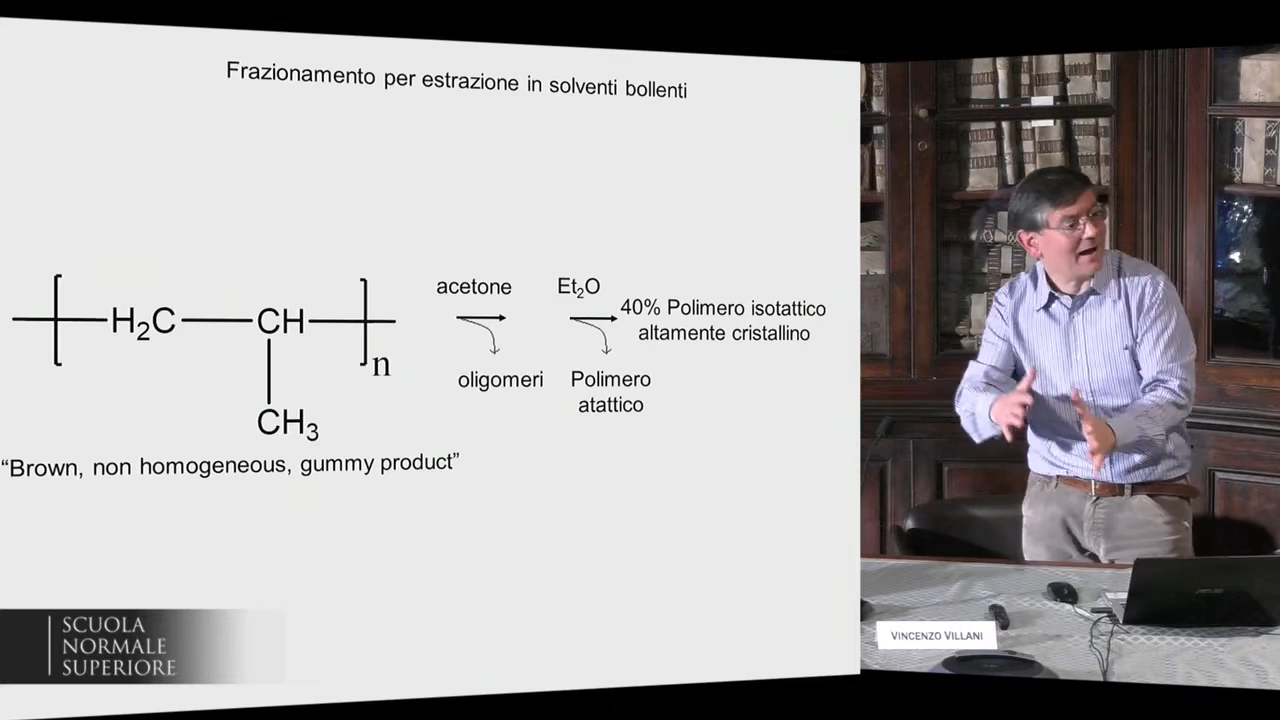 Frazionamento per estrazione in solventi bollenti
H₂C
CH
n
CH₃
acetone
Et₂O
40% Polimero isotattico
altamente cristallino
oligomeri
Polimero
atattico
“Brown, non homogeneous, gummy product”
SCUOLA
NORMALE
SUPERIORE
VINCENZO VILLANI